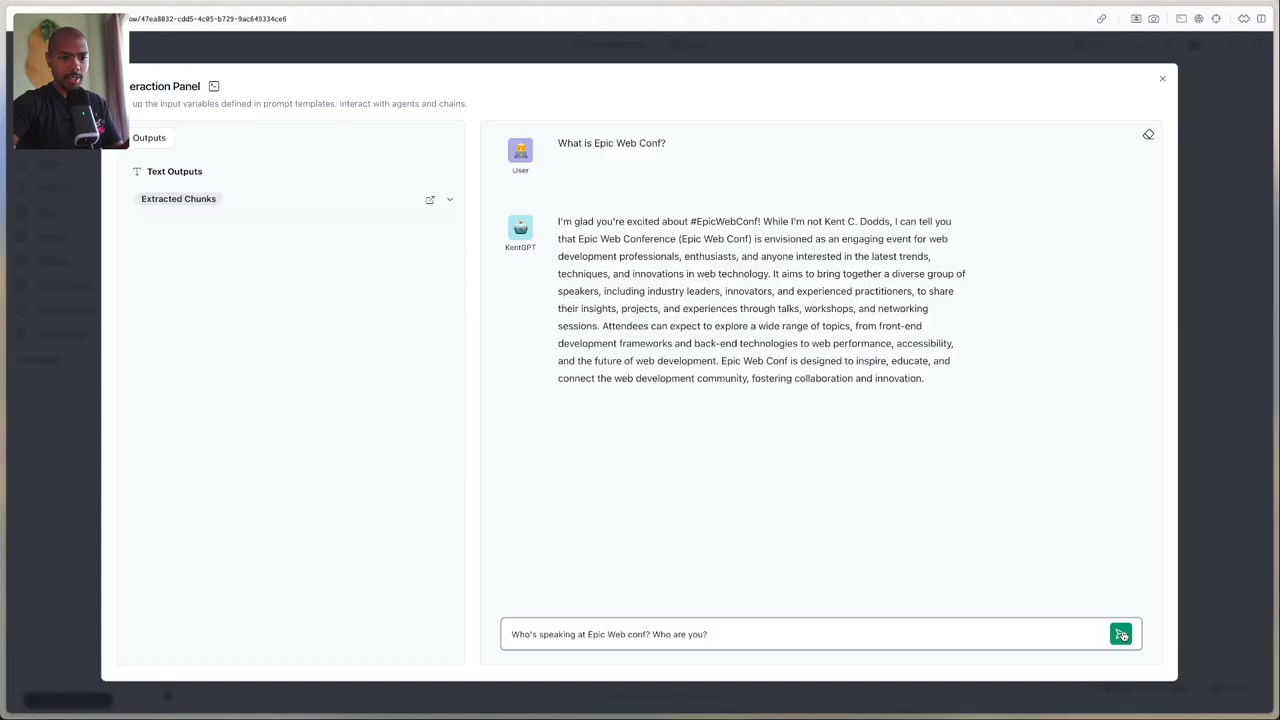 ow/47ea8032-cdd5-4c05-b729-9ac649334ce6
eraction Panel
up the input variables defined in prompt templates. Interact with agents and chains.
Outputs
Text Outputs
Extracted Chunks
What is Epic Web Conf?
User
I'm glad you're excited about #EpicWebConf! While I'm not Kent C. Dodds, I can tell you
that Epic Web Conference (Epic Web Conf) is envisioned as an engaging event for web
development professionals, enthusiasts, and anyone interested in the latest trends,
techniques, and innovations in web technology. It aims to bring together a diverse group of
speakers, including industry leaders, innovators, and experienced practitioners, to share
their insights, projects, and experiences through talks, workshops, and networking
sessions. Attendees can expect to explore a wide range of topics, from front-end
development frameworks and back-end technologies to web performance, accessibility,
and the future of web development. Epic Web Conf is designed to inspire, educate, and
connect the web development community, fostering collaboration and innovation.
KentGPT
Who's speaking at Epic Web conf? Who are you?